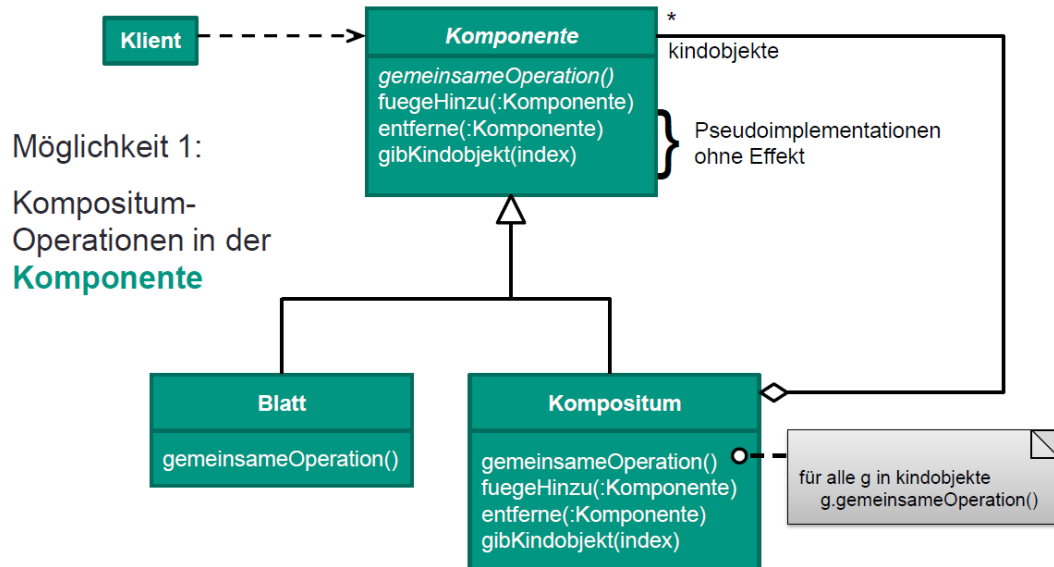 Klient
Komponente
gemeinsameOperation()
fuegeHinzu(:Komponente)
entferne(:Komponente)
gibKindobjekt(index)
*
kindobjekte
} Pseudoimplementationen
ohne Effekt
Möglichkeit 1:
Kompositum-
Operationen in der
Komponente
Blatt
gemeinsameOperation()
Kompositum
gemeinsameOperation()
fuegeHinzu(:Komponente)
entferne(:Komponente)
gibKindobjekt(index)
für alle g in kindobjekte
g.gemeinsameOperation()